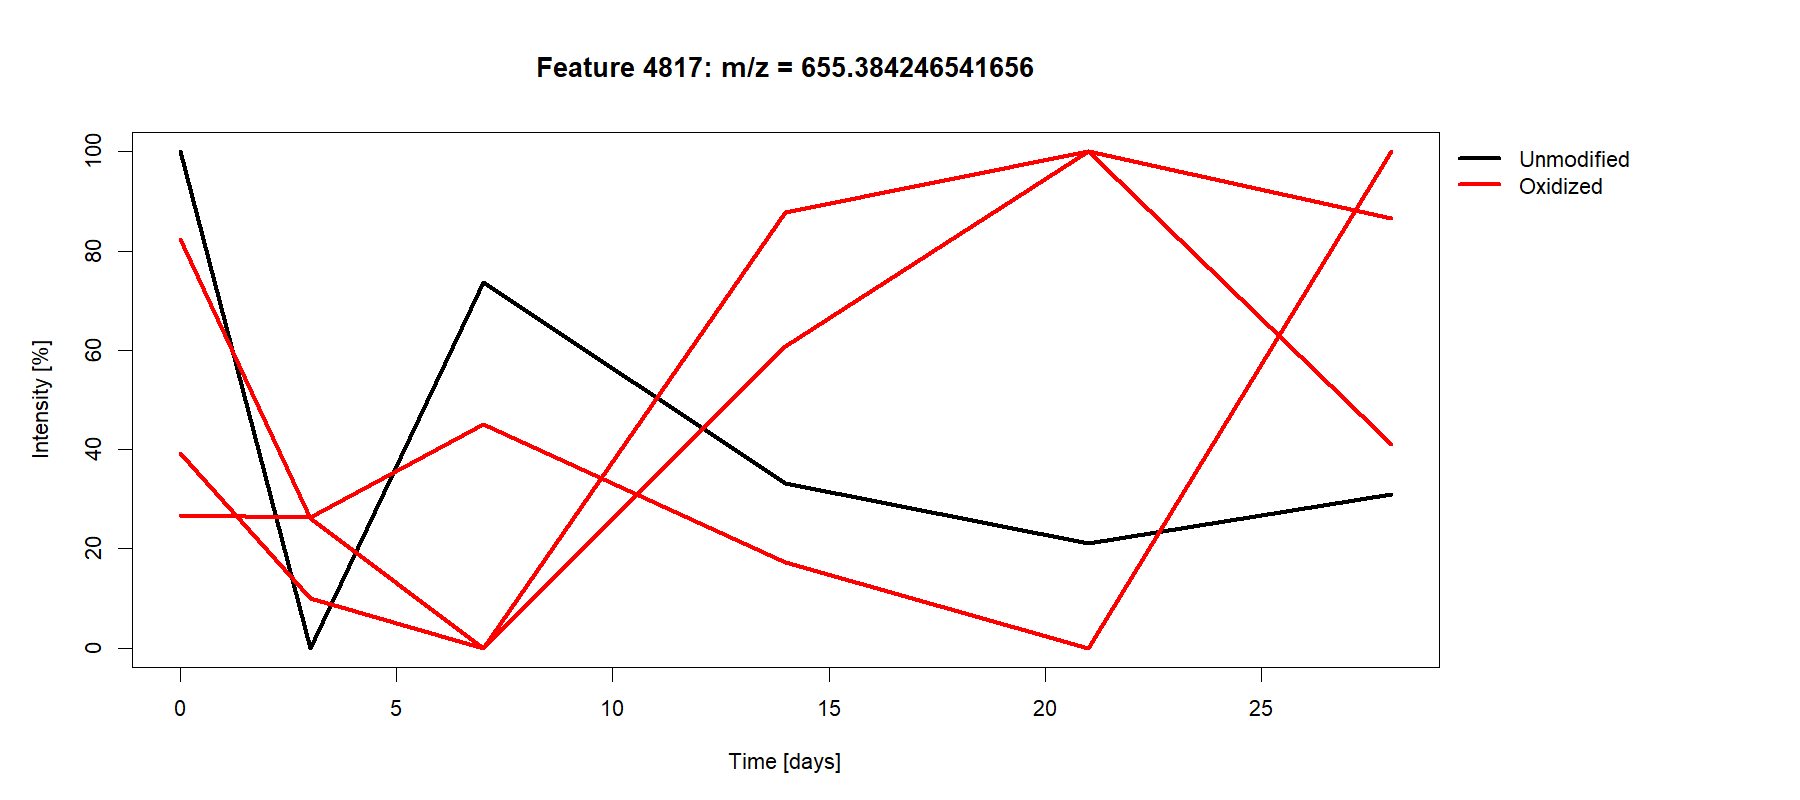 Feature 4817: m/z = 655.384246541656
Unmodified
Oxidized
Intensity [%]
100
80
60
40
20
0
0 5 10 15 20 25
Time [days]